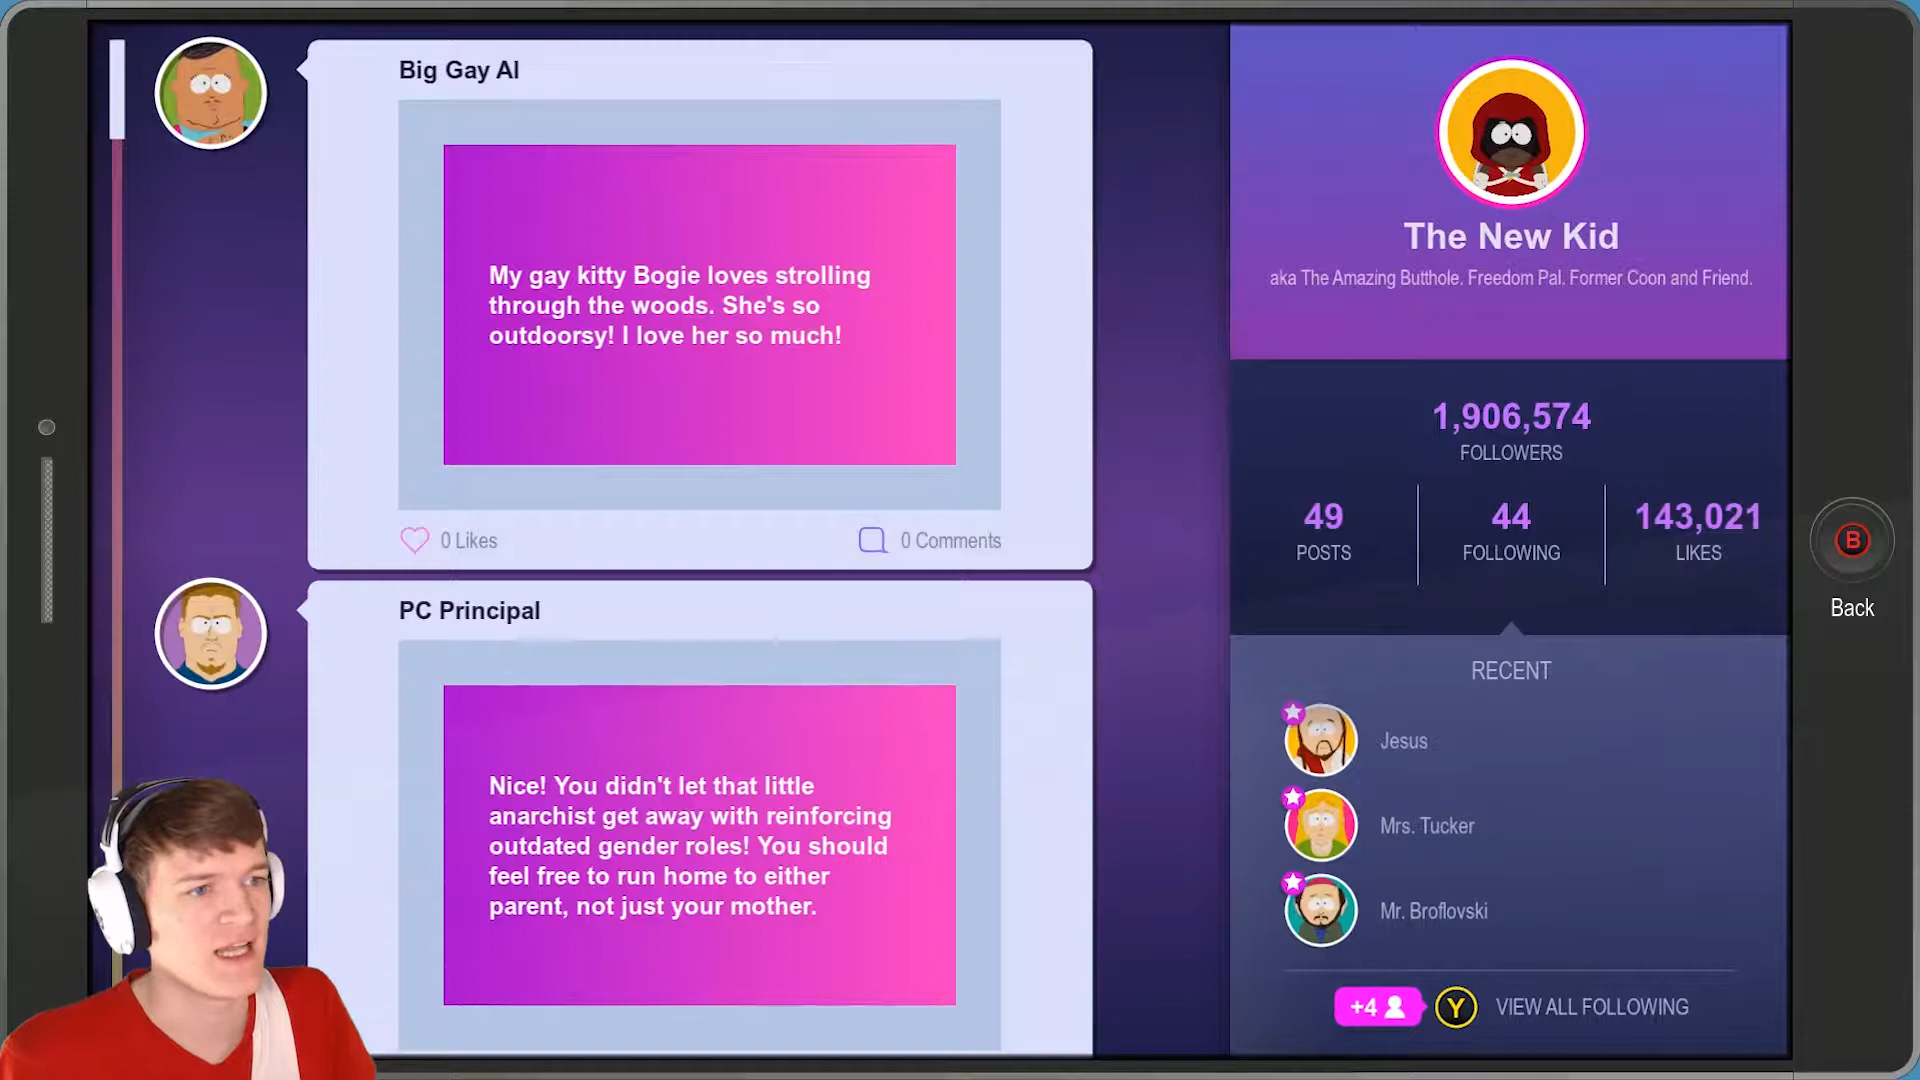 Big Gay Al
My gay kitty Bogie loves strolling
through the woods. She's so
outdoorsy! I love her so much!
0 Likes
0 Comments
PC Principal
Nice! You didn't let that little
anarchist get away with reinforcing
outdated gender roles! You should
feel free to run home to either
parent, not just your mother.
The New Kid
aka The Amazing Butthole. Freedom Pal. Former Coon and Friend.
1,906,574
FOLLOWERS
49
POSTS
44
FOLLOWING
143,021
LIKES
RECENT
Jesus
Mrs. Tucker
Mr. Broflovski
+4
Y
VIEW ALL FOLLOWING
B
Back